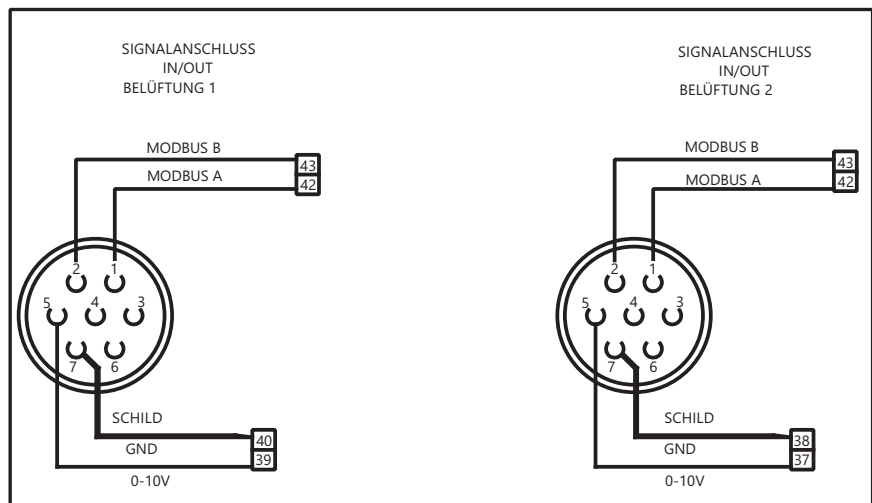 SIGNALANSCHLUSS
IN/OUT
BELÜFTUNG 1
MODBUS B
43
MODBUS A
42
2
1
5
4
3
7
6
SCHILD
40
GND
39
0-10V
SIGNALANSCHLUSS
IN/OUT
BELÜFTUNG 2
MODBUS B
43
MODBUS A
42
2
1
5
4
3
7
6
SCHILD
38
GND
37
0-10V